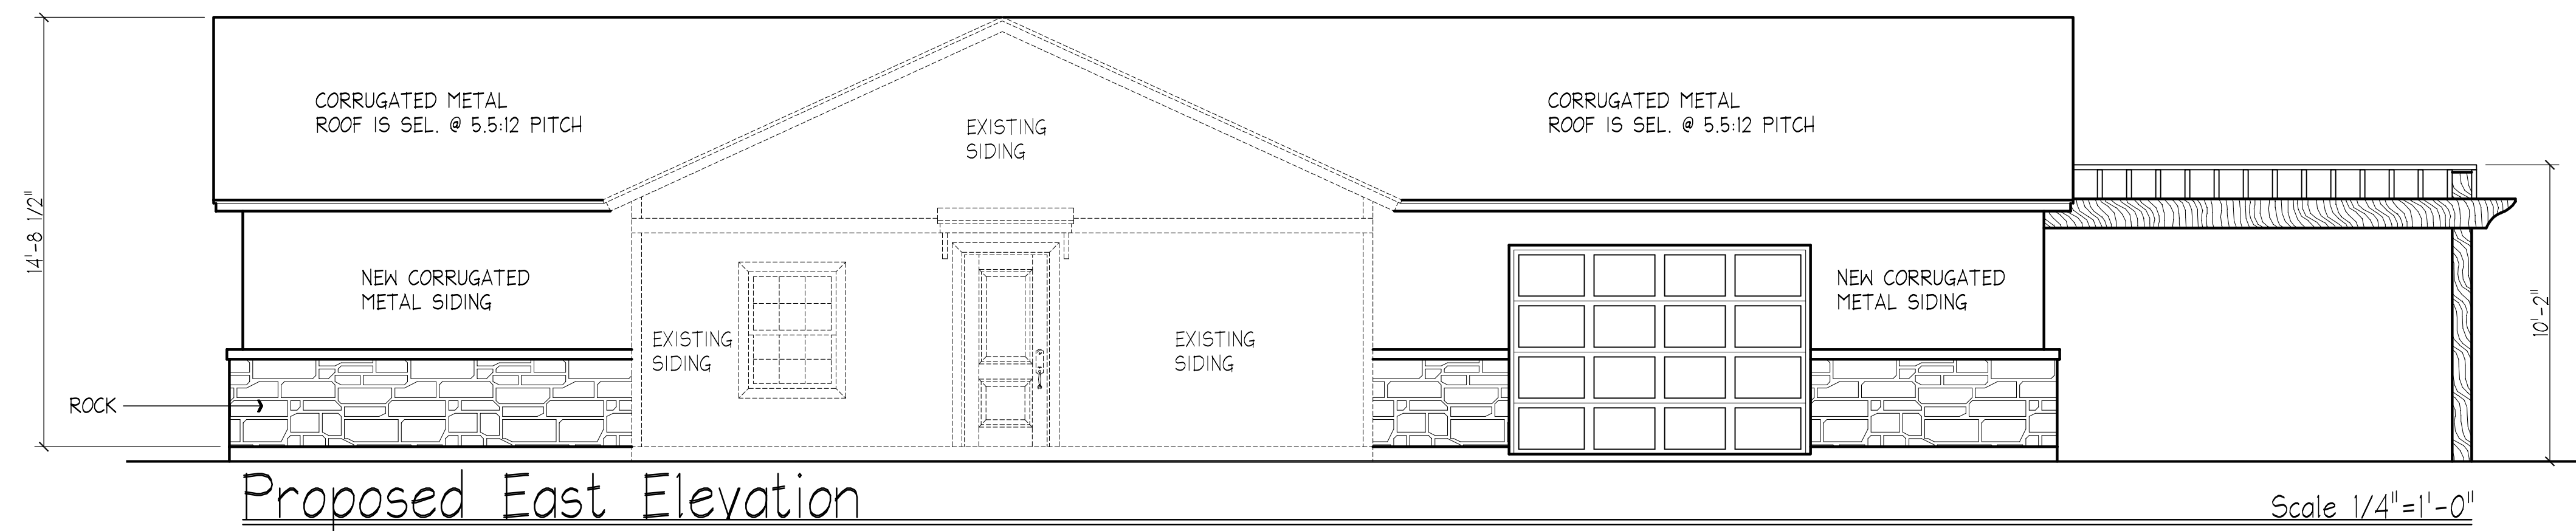 CORRUGATED METAL
ROOF IS SEL. @ 5.5:12 PITCH
EXISTING
SIDING
CORRUGATED METAL
ROOF IS SEL. @ 5.5:12 PITCH
14'-8 1/2"
10'-2"
NEW CORRUGATED
METAL SIDING
EXISTING
SIDING
EXISTING
SIDING
NEW CORRUGATED
METAL SIDING
ROCK
Proposed East Elevation
Scale 1/4"=1'-0"